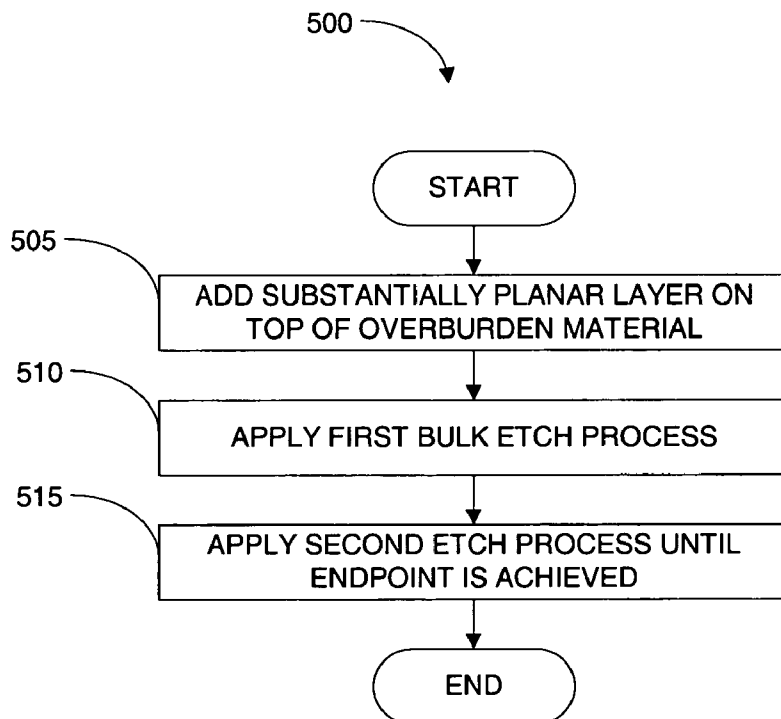 500
START
505
ADD SUBSTANTIALLY PLANAR LAYER ON
TOP OF OVERBURDEN MATERIAL
510
APPLY FIRST BULK ETCH PROCESS
515
APPLY SECOND ETCH PROCESS UNTIL
ENDPOINT IS ACHIEVED
END